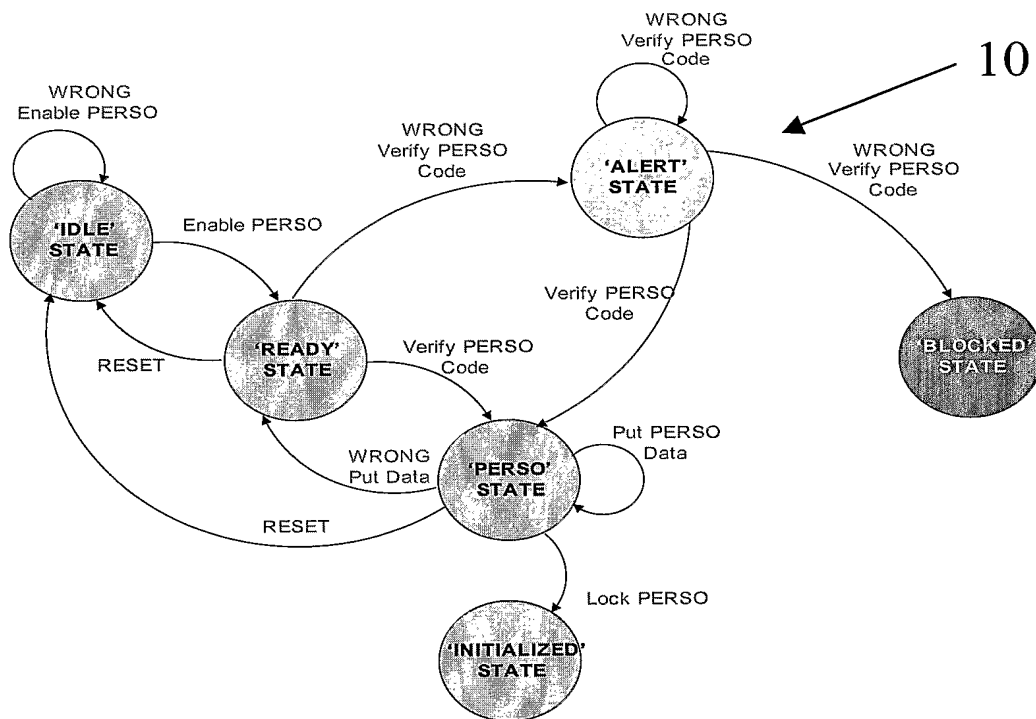 WRONG
Verify PERSO
Code
10
WRONG
Enable PERSO
WRONG
Verify PERSO
Code
'ALERT'
STATE
WRONG
Verify PERSO
Code
'IDLE'
STATE
Enable PERSO
Verify PERSO
Code
RESET
'READY'
STATE
Verify PERSO
Code
'BLOCKED'
STATE
WRONG
Put Data
'PERSO'
STATE
Put PERSO
Data
RESET
Lock PERSO
'INITIALIZED'
STATE